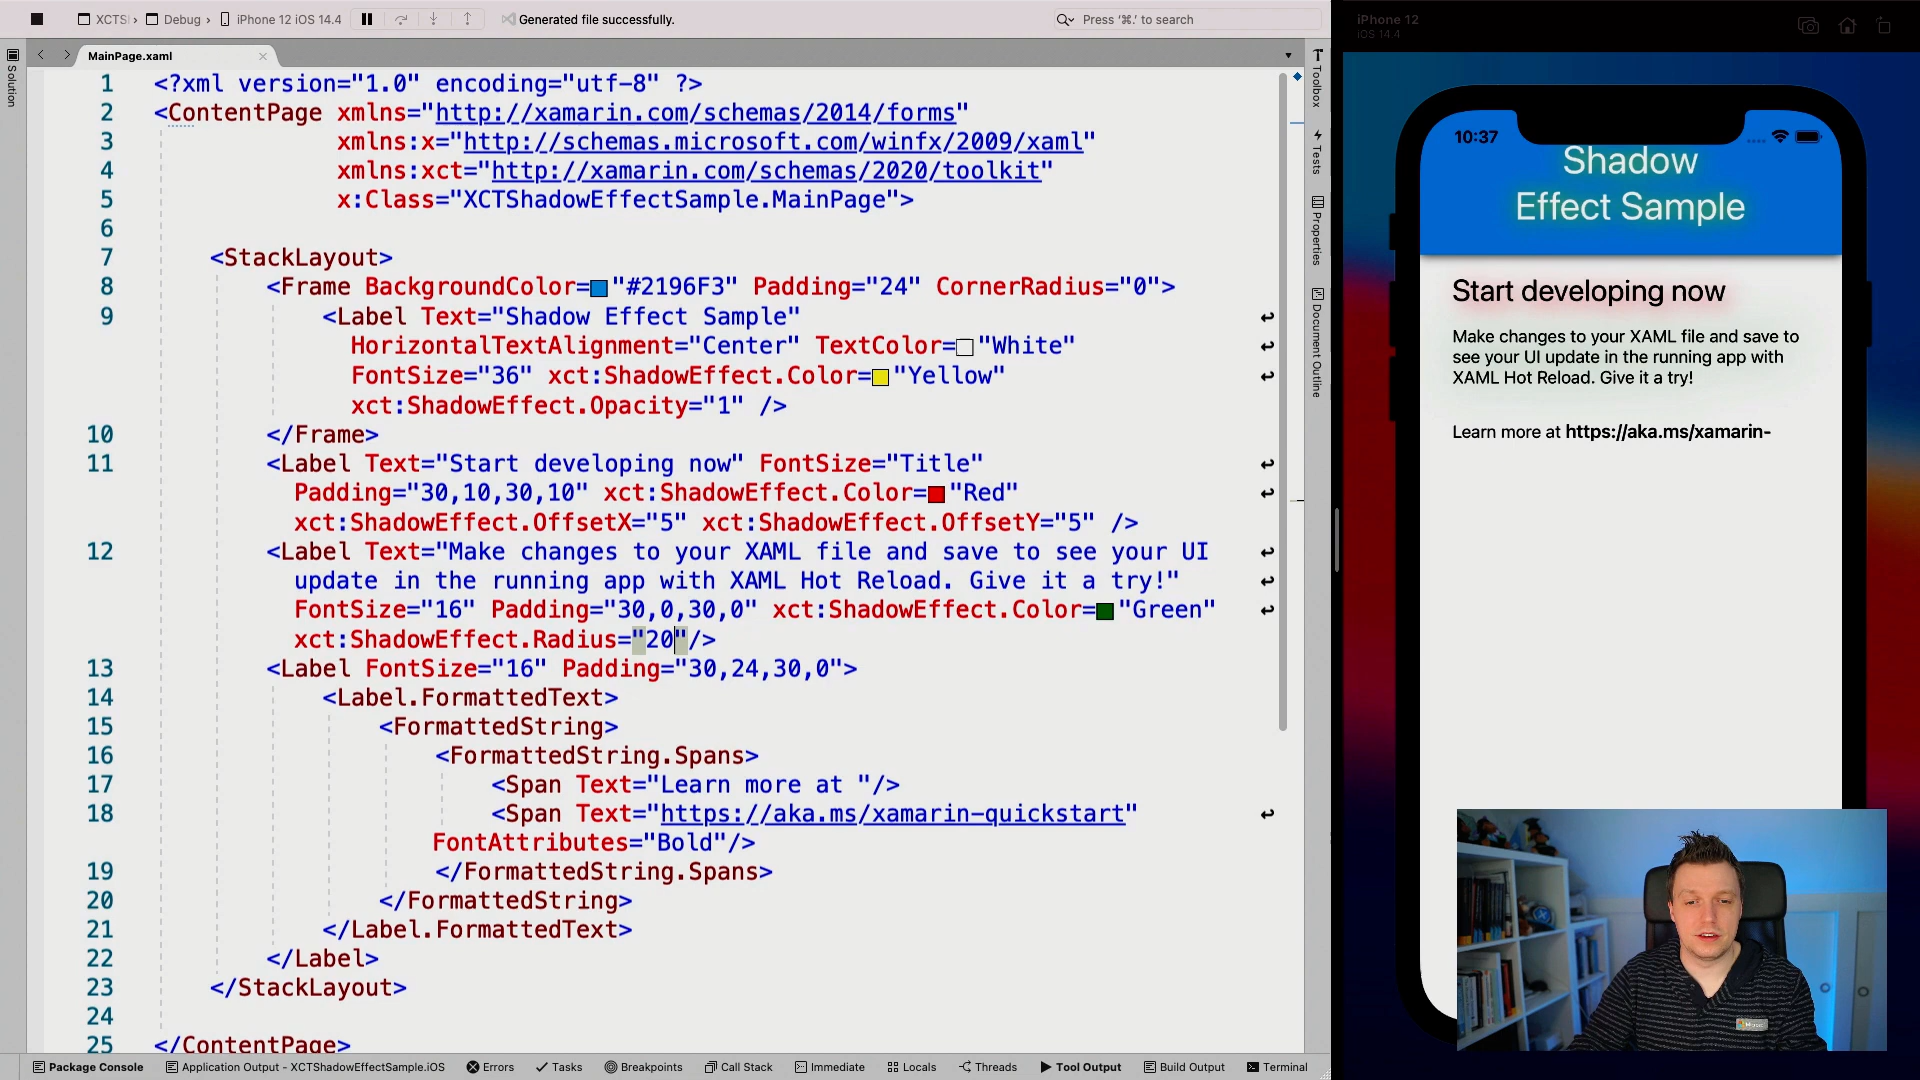 XCTS › Debug › iPhone 12 iOS 14.4 Generated file successfully. Press '⌘.' to search
iPhone 12
iOS 14.4
MainPage.xaml
Solution
Toolbox
Tests
Properties
Document Outline
1 <?xml version="1.0" encoding="utf-8" ?>
2 <ContentPage xmlns="http://xamarin.com/schemas/2014/forms"
3 xmlns:x="http://schemas.microsoft.com/winfx/2009/xaml"
4 xmlns:xct="http://xamarin.com/schemas/2020/toolkit"
5 x:Class="XCTShadowEffectSample.MainPage">
6
7 <StackLayout>
8 <Frame BackgroundColor="#2196F3" Padding="24" CornerRadius="0">
9 <Label Text="Shadow Effect Sample"
HorizontalTextAlignment="Center" TextColor="White"
FontSize="36" xct:ShadowEffect.Color="Yellow"
xct:ShadowEffect.Opacity="1" />
10 </Frame>
11 <Label Text="Start developing now" FontSize="Title"
Padding="30,10,30,10" xct:ShadowEffect.Color="Red"
xct:ShadowEffect.OffsetX="5" xct:ShadowEffect.OffsetY="5" />
12 <Label Text="Make changes to your XAML file and save to see your UI
update in the running app with XAML Hot Reload. Give it a try!"
FontSize="16" Padding="30,0,30,0" xct:ShadowEffect.Color="Green"
xct:ShadowEffect.Radius="20"/>
13 <Label FontSize="16" Padding="30,24,30,0">
14 <Label.FormattedText>
15 <FormattedString>
16 <FormattedString.Spans>
17 <Span Text="Learn more at "/>
18 <Span Text="https://aka.ms/xamarin-quickstart"
FontAttributes="Bold"/>
19 </FormattedString.Spans>
20 </FormattedString>
21 </Label.FormattedText>
22 </Label>
23 </StackLayout>
24
25 </ContentPage>
10:37
Shadow
Effect Sample
Start developing now
Make changes to your XAML file and save to
see your UI update in the running app with
XAML Hot Reload. Give it a try!
Learn more at https://aka.ms/xamarin-
Package Console Application Output - XCTShadowEffectSample.iOS Errors Tasks Breakpoints Call Stack Immediate Locals Threads Tool Output Build Output Terminal